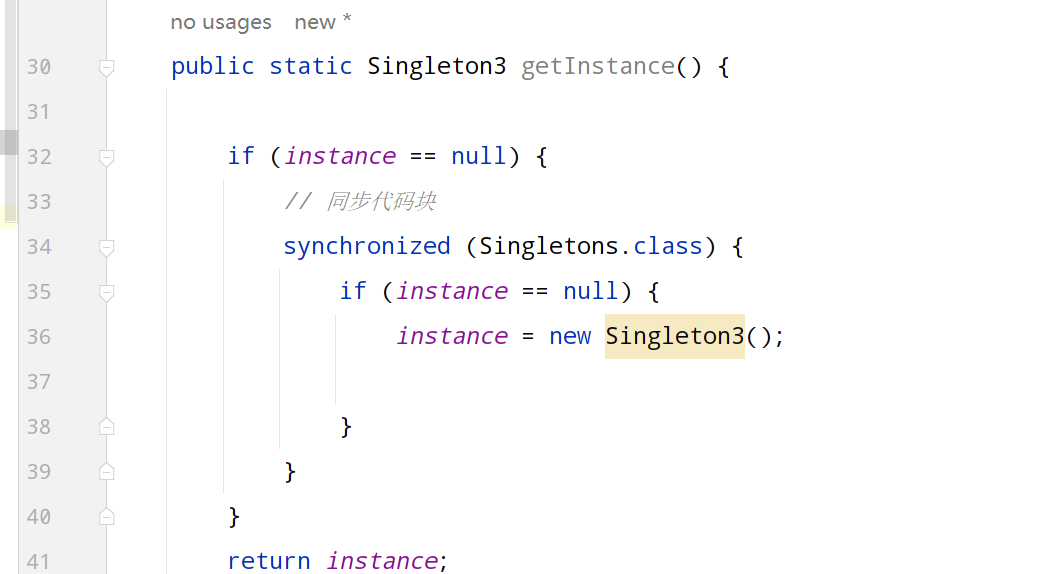 no usages new *
30 public static Singleton3 getInstance() {
31
32 if (instance == null) {
33 // 同步代码块
34 synchronized (Singletons.class) {
35 if (instance == null) {
36 instance = new Singleton3();
37
38 }
39 }
40 }
41 return instance;